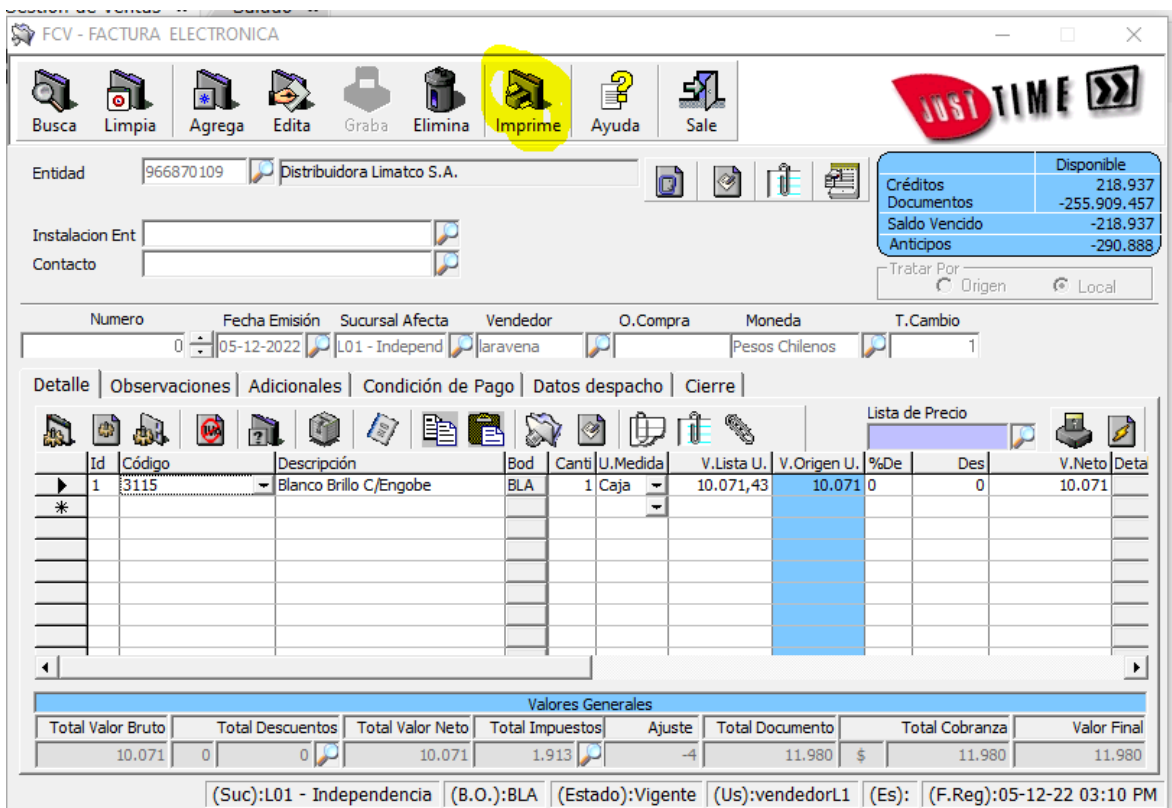 FCV - FACTURA ELECTRONICA
Busca Limpia Agrega Edita Graba Elimina Imprime Ayuda Sale
JUST TIME
Entidad 966870109 Distribuidora Limatco S.A.
Disponible
Créditos 218.937
Documentos -255.909.457
Saldo Vencido -218.937
Anticipos -290.888
Instalacion Ent
Contacto
Tratar Por
Origen Local
Numero Fecha Emisión Sucursal Afecta Vendedor O.Compra Moneda T.Cambio
0 05-12-2022 L01 - Independ laravena Pesos Chilenos 1
Detalle Observaciones Adicionales Condición de Pago Datos despacho Cierre
Lista de Precio
Id Código Descripción Bod Canti U.Medida V.Lista U. V.Origen U. %De Des V.Neto Deta
1 3115 Blanco Brillo C/Engobe BLA 1 Caja 10.071,43 10.071 0 0 10.071
Valores Generales
Total Valor Bruto Total Descuentos Total Valor Neto Total Impuestos Ajuste Total Documento Total Cobranza Valor Final
10.071 0 0 10.071 1.913 -4 11.980 $ 11.980 11.980
(Suc):L01 - Independencia (B.O.):BLA (Estado):Vigente (Us):vendedorL1 (Es): (F.Reg):05-12-22 03:10 PM